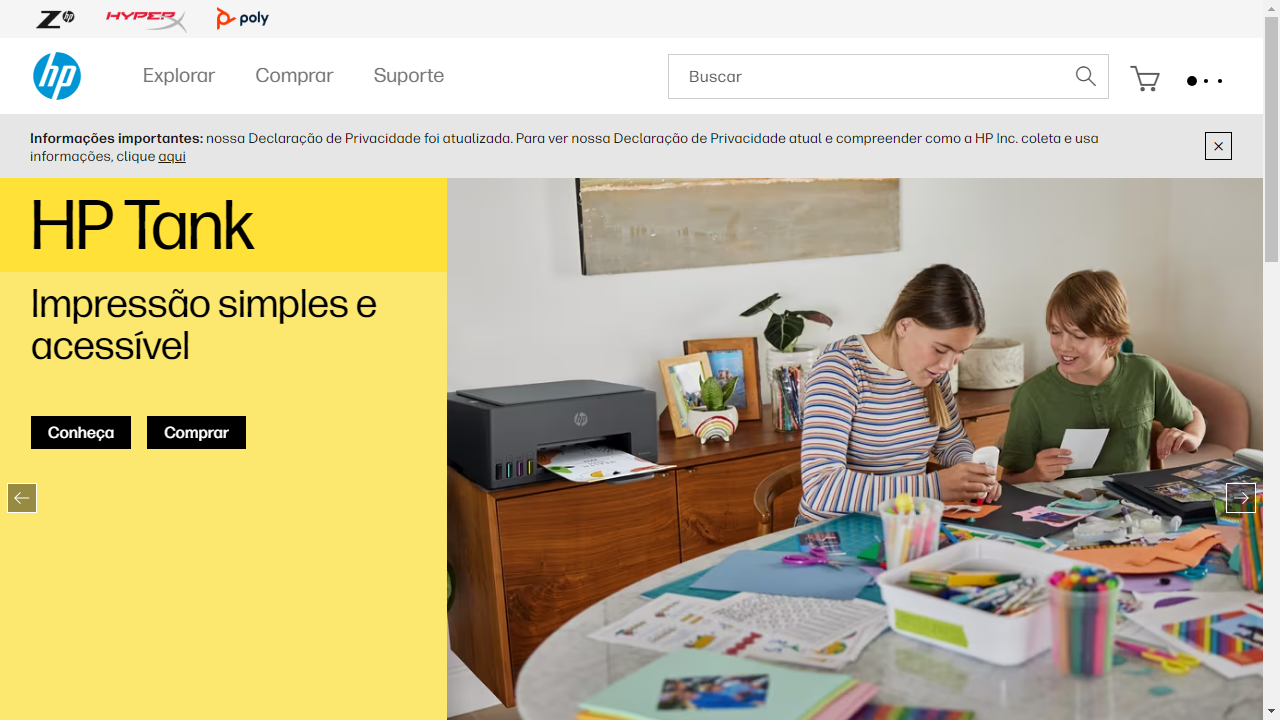 Z hp HYPERX poly
hp Explorar Comprar Suporte Buscar
Informações importantes: nossa Declaração de Privacidade foi atualizada. Para ver nossa Declaração de Privacidade atual e compreender como a HP Inc. coleta e usa
informações, clique aqui
HP Tank
Impressão simples e
acessível
Conheça Comprar
hp